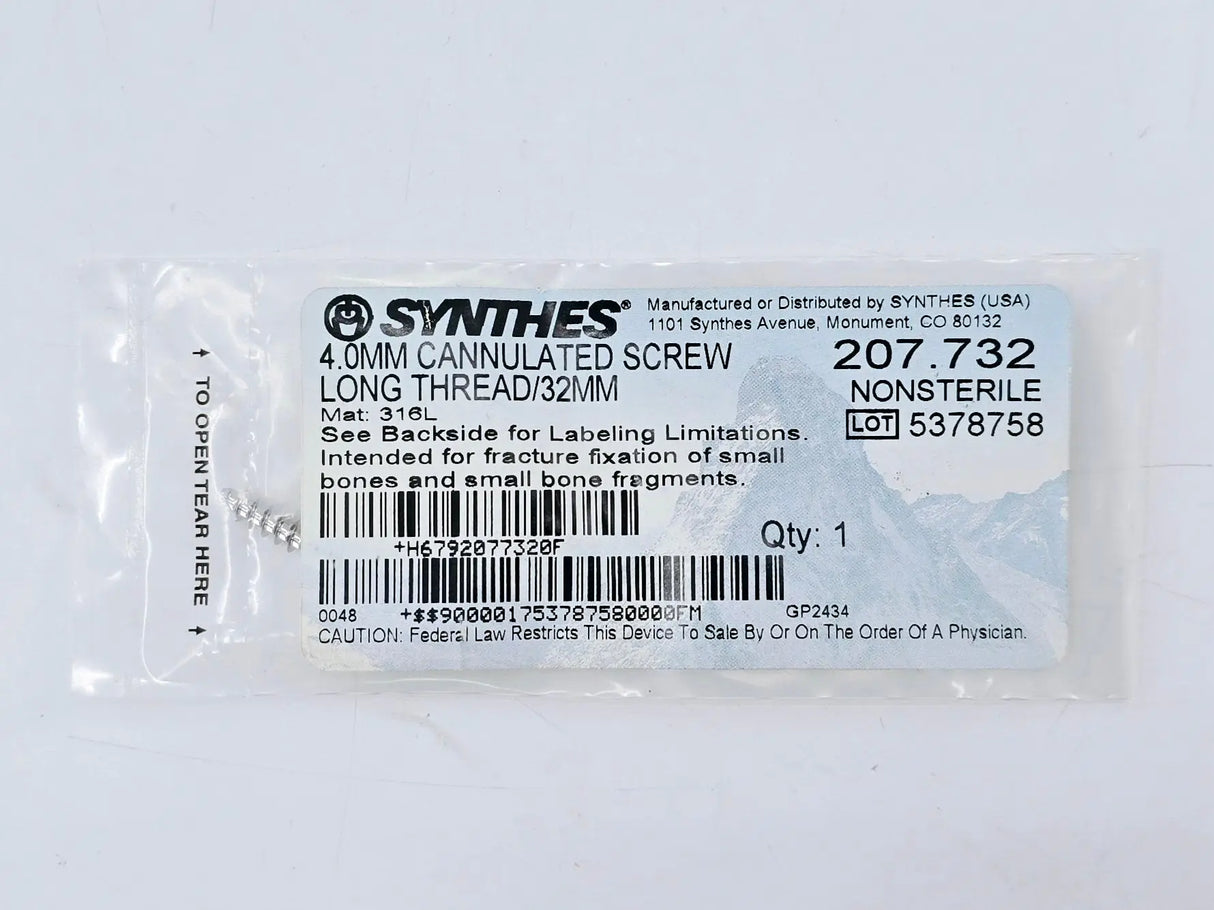 SYNTHES®
Manufactured or Distributed by SYNTHES (USA)
1101 Synthes Avenue, Monument, CO 80132
4.0MM CANNULATED SCREW
LONG THREAD/32MM
207.732
NONSTERILE
LOT 5378758
Mat: 316L
See Backside for Labeling Limitations.
Intended for fracture fixation of small
bones and small bone fragments.
+H6792077320F
Qty: 1
0048 +$$900001753787580000FM GP2434
CAUTION: Federal Law Restricts This Device To Sale By Or On The Order Of A Physician.
TO OPEN TEAR HERE